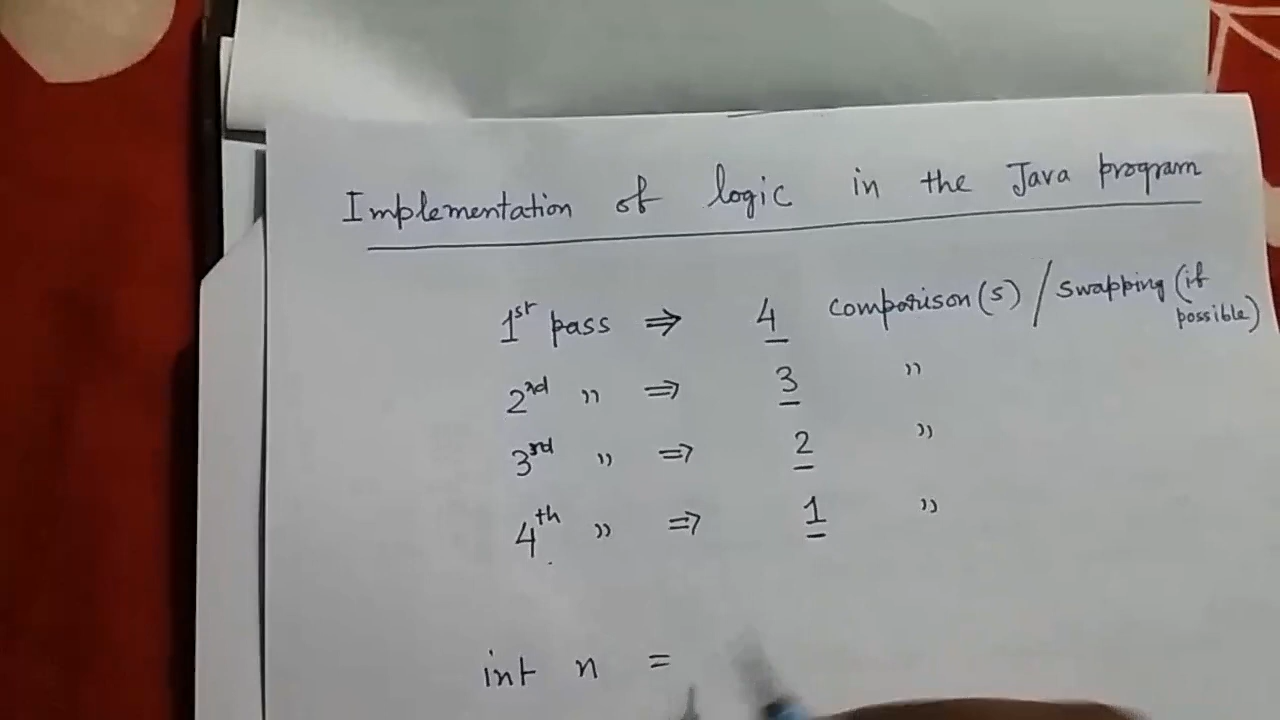 Implementation of logic in the Java program
1st pass ⇒ 4 comparison(s) / swapping (if possible)
2nd " ⇒ 3 "
3rd " ⇒ 2 "
4th " ⇒ 1 "
int n =